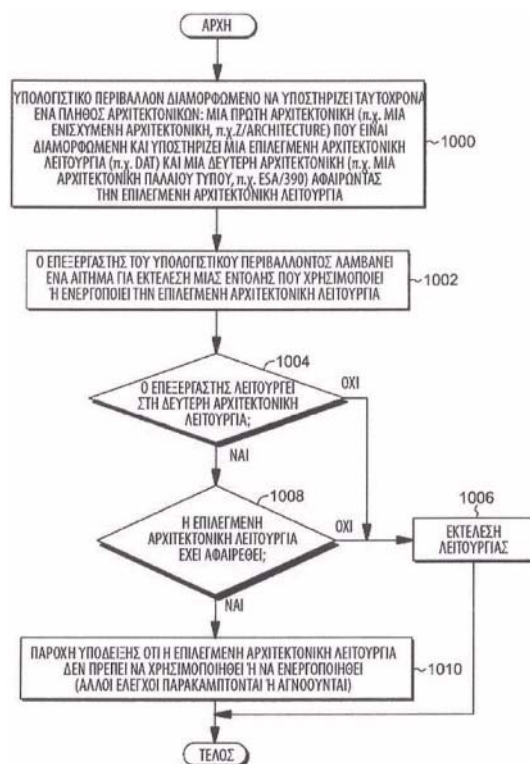 ΑΡΧΗ
ΥΠΟΛΟΓΙΣΤΙΚΟ ΠΕΡΙΒΑΛΛΟΝ ΔΙΑΜΟΡΦΩΜΕΝΟ ΝΑ ΥΠΟΣΤΗΡΙΖΕΙ ΤΑΥΤΟΧΡΟΝΑ
ΕΝΑ ΠΛΗΘΟΣ ΑΡΧΙΤΕΚΤΟΝΙΚΩΝ: ΜΙΑ ΠΡΩΤΗ ΑΡΧΙΤΕΚΤΟΝΙΚΗ (π.χ. ΜΙΑ
ΕΝΙΣΧΥΜΕΝΗ ΑΡΧΙΤΕΚΤΟΝΙΚΗ, π.χ.Ζ/ARCHITECTURE) ΠΟΥ ΕΙΝΑΙ
ΔΙΑΜΟΡΦΩΜΕΝΗ ΚΑΙ ΥΠΟΣΤΗΡΙΖΕΙ ΜΙΑ ΕΠΙΛΕΓΜΕΝΗ ΑΡΧΙΤΕΚΤΟΝΙΚΗ
ΛΕΙΤΟΥΡΓΙΑ (π.χ. DAT) ΚΑΙ ΜΙΑ ΔΕΥΤΕΡΗ ΑΡΧΙΤΕΚΤΟΝΙΚΗ (π.χ. ΜΙΑ
ΑΡΧΙΤΕΚΤΟΝΙΚΗ ΠΑΛΑΙΟΥ ΤΥΠΟΥ, π.χ. ESA/390) ΑΦΑΙΡΩΝΤΑΣ
ΤΗΝ ΕΠΙΛΕΓΜΕΝΗ ΑΡΧΙΤΕΚΤΟΝΙΚΗ ΛΕΙΤΟΥΡΓΙΑ
1000
Ο ΕΠΕΞΕΡΓΑΣΤΗΣ ΤΟΥ ΥΠΟΛΟΓΙΣΤΙΚΟΥ ΠΕΡΙΒΑΛΛΟΝΤΟΣ ΛΑΜΒΑΝΕΙ
ΕΝΑ ΑΙΤΗΜΑ ΓΙΑ ΕΚΤΕΛΕΣΗ ΜΙΑΣ ΕΝΤΟΛΗΣ ΠΟΥ ΧΡΗΣΙΜΟΠΟΙΕΙ
Ή ΕΝΕΡΓΟΠΟΙΕΙ ΤΗΝ ΕΠΙΛΕΓΜΕΝΗ ΑΡΧΙΤΕΚΤΟΝΙΚΗ ΛΕΙΤΟΥΡΓΙΑ
1002
1004
Ο ΕΠΕΞΕΡΓΑΣΤΗΣ ΛΕΙΤΟΥΡΓΕΙ
ΣΤΗ ΔΕΥΤΕΡΗ ΑΡΧΙΤΕΚΤΟΝΙΚΗ
ΛΕΙΤΟΥΡΓΙΑ;
ΟΧΙ
ΝΑΙ
1008
Η ΕΠΙΛΕΓΜΕΝΗ
ΑΡΧΙΤΕΚΤΟΝΙΚΗ ΛΕΙΤΟΥΡΓΙΑ
ΕΧΕΙ ΑΦΑΙΡΕΘΕΙ;
ΟΧΙ
1006
ΕΚΤΕΛΕΣΗ
ΛΕΙΤΟΥΡΓΙΑΣ
ΝΑΙ
ΠΑΡΟΧΗ ΥΠΟΔΕΙΞΗΣ ΟΤΙ Η ΕΠΙΛΕΓΜΕΝΗ ΑΡΧΙΤΕΚΤΟΝΙΚΗ ΛΕΙΤΟΥΡΓΙΑ
ΔΕΝ ΠΡΕΠΕΙ ΝΑ ΧΡΗΣΙΜΟΠΟΙΗΘΕΙ Ή ΝΑ ΕΝΕΡΓΟΠΟΙΗΘΕΙ
(ΑΛΛΟΙ ΕΛΕΓΧΟΙ ΠΑΡΑΚΑΜΠΤΟΝΤΑΙ Ή ΑΓΝΟΟΥΝΤΑΙ)
1010
ΤΕΛΟΣ